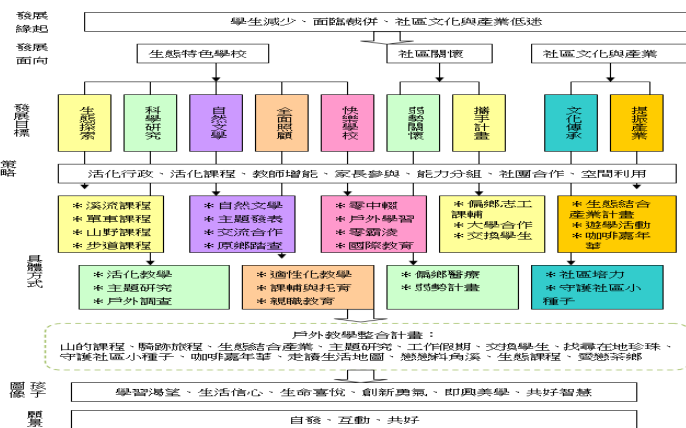 發展緣起
學生減少、面臨裁併、社區文化與產業低迷
發展面向
生態特色學校
社區關懷
社區文化與產業
發展目標
生態探索
科學研究
自然文學
全面照顧
快樂學校
弱勢關懷
攜手計畫
文化傳承
提振產業
策略
活化行政、活化課程、教師增能、家長參與、能力分組、社團合作、空間利用
具體方式
＊溪流課程
＊單車課程
＊山野課程
＊步道課程
＊自然文學
＊主題發表
＊交流合作
＊原鄉踏查
＊零中輟
＊戶外學習
＊零霸凌
＊國際教育
＊偏鄉志工
課輔
＊大學合作
＊交換學生
＊生態結合
產業計畫
＊遊學活動
＊咖啡嘉年
華
＊活化教學
＊主題研究
＊戶外調查
＊適性化教學
＊課輔與托育
＊親職教育
＊偏鄉醫療
＊弱勢計畫
＊社區培力
＊守護社區小
種子
戶外教學整合計畫：
山的課程、騎跡旅程、生態結合產業、主題研究、工作假期、交換學生、找尋在地珍珠、
守護社區小種子、咖啡嘉年華、走讀生活地圖、戀戀科角溪、生態課程、愛戀茶鄉
孩子圖像
學習渴望、生活信心、生命喜悅、創新勇氣、即興美學、共好智慧
願景
自發、互動、共好